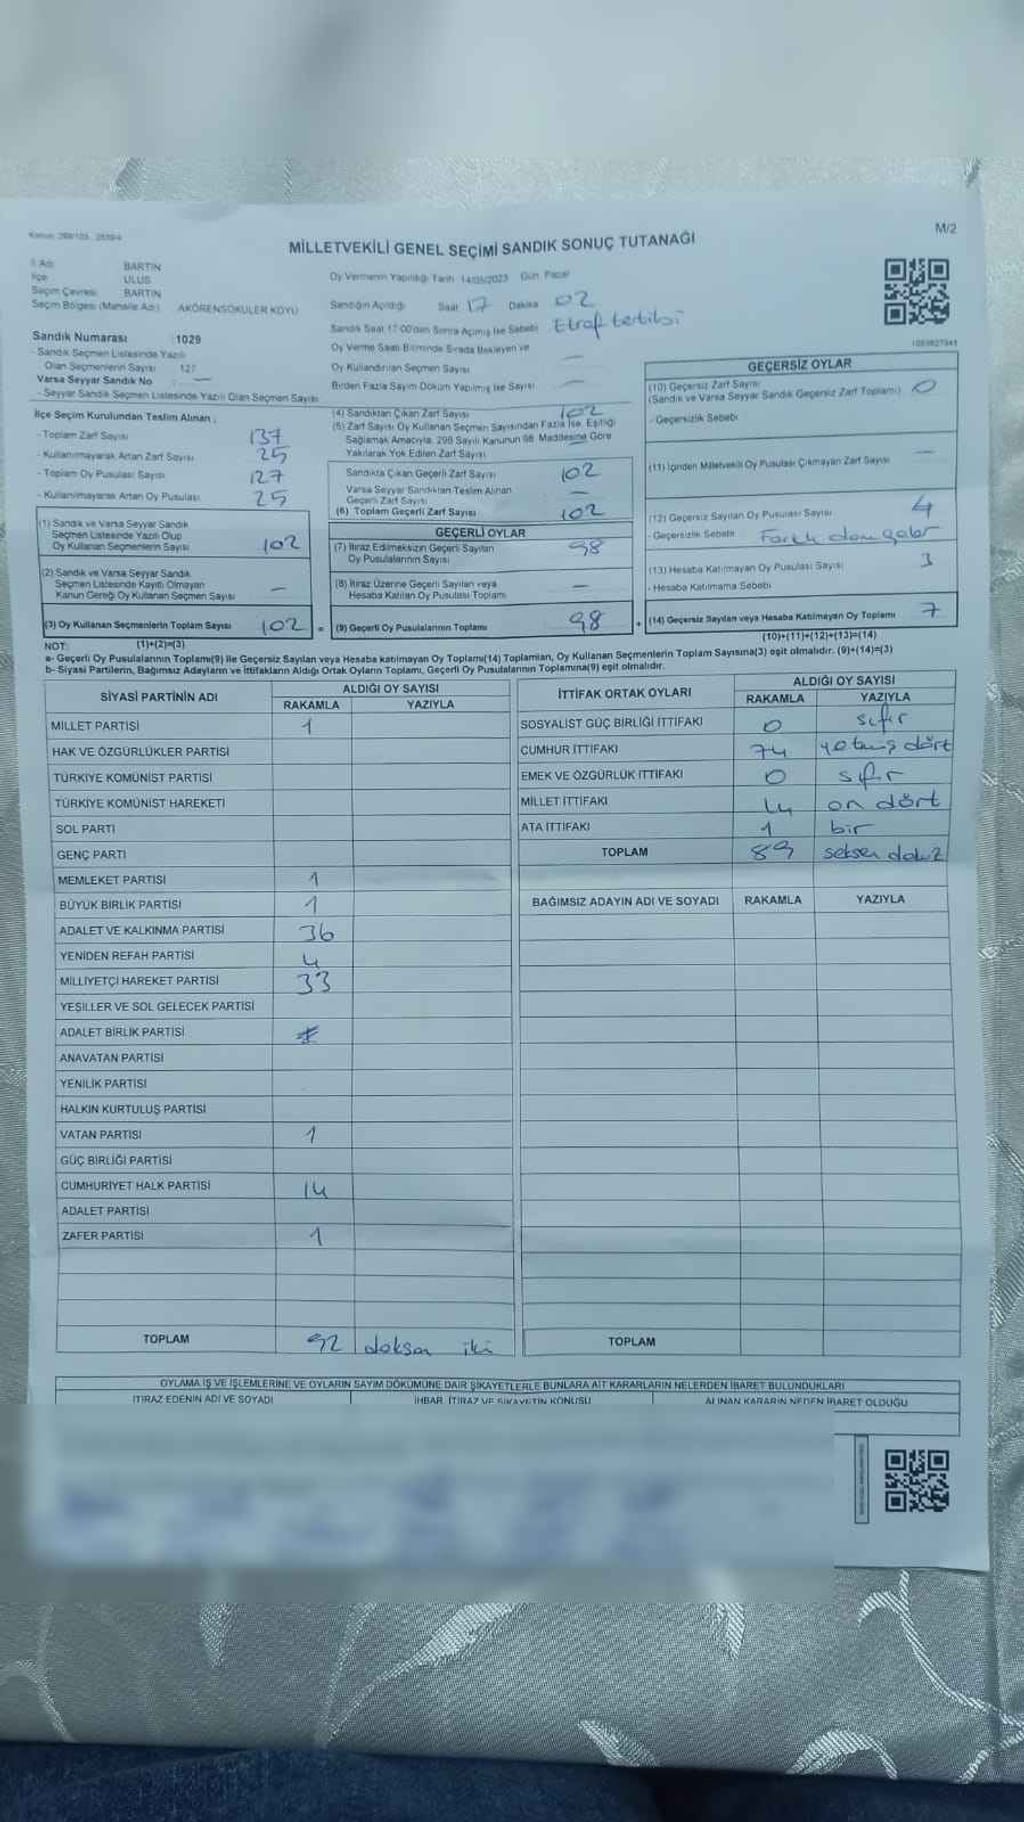 MİLLETVEKİLİ GENEL SEÇİMİ SANDIK SONUÇ TUTANAĞI
M/2
İl Adı BARTIN
İlçe ULUS
Seçim Çevresi BARTIN
Seçim Bölgesi (Mahalle Adı) AKÖRENSÖKÜLER KÖYÜ
Oy Vermenin Yapıldığı Tarih 14/05/2023 Gün Pazar
Sandığın Açıldığı Saat 17 Dakika 02
Sandık Saat 17:00'den Sonra Açılmış İse Sebebi Etraf tertibi
Oy Verme Saati Bitiminde Sırada Bekleyen ve
Oy Kullandırılan Seçmen Sayısı —
Birden Fazla Sayım Döküm Yapılmış İse Sayısı —
Sandık Numarası 1029
- Sandık Seçmen Listesinde Yazılı
Olan Seçmenlerin Sayısı 127
Varsa Seyyar Sandık No —
- Seyyar Sandık Seçmen Listesinde Yazılı Olan Seçmen Sayısı
İlçe Seçim Kurulundan Teslim Alınan;
- Toplam Zarf Sayısı 137
- Kullanılmayarak Artan Zarf Sayısı 25
- Toplam Oy Pusulası Sayısı 127
- Kullanılmayarak Artan Oy Pusulası 25
(1) Sandık ve Varsa Seyyar Sandık
Seçmen Listesinde Yazılı Olup
Oy Kullanan Seçmenlerin Sayısı 102
(2) Sandık ve Varsa Seyyar Sandık
Seçmen Listesinde Kayıtlı Olmayan
Kanun Gereği Oy Kullanan Seçmen Sayısı —
(3) Oy Kullanan Seçmenlerin Toplam Sayısı 102 =
(4) Sandıktan Çıkan Zarf Sayısı 102
(5) Zarf Sayısı Oy Kullanan Seçmen Sayısından Fazla İse, Eşitliği
Sağlamak Amacıyla, 298 Sayılı Kanunun 98. Maddesine Göre
Yakılarak Yok Edilen Zarf Sayısı
Sandıkta Çıkan Geçerli Zarf Sayısı 102
Varsa Seyyar Sandıktan Teslim Alınan
Geçerli Zarf Sayısı —
(6) Toplam Geçerli Zarf Sayısı 102
GEÇERLİ OYLAR
(7) İtiraz Edilmeksizin Geçerli Sayılan
Oy Pusulalarının Sayısı 98
(8) İtiraz Üzerine Geçerli Sayılan veya
Hesaba Katılan Oy Pusulası Toplamı —
(9) Geçerli Oy Pusulalarının Toplamı 98 +
GEÇERSİZ OYLAR
(10) Geçersiz Zarf Sayısı
(Sandık ve Varsa Seyyar Sandık Geçersiz Zarf Toplamı) 0
- Geçersizlik Sebebi
(11) İçinden Milletvekili Oy Pusulası Çıkmayan Zarf Sayısı —
(12) Geçersiz Sayılan Oy Pusulası Sayısı 4
- Geçersizlik Sebebi
(13) Hesaba Katılmayan Oy Pusulası Sayısı 3
- Hesaba Katılmama Sebebi
(14) Geçersiz Sayılan veya Hesaba Katılmayan Oy Toplamı 7
NOT: (1)+(2)=(3)
(10)+(11)+(12)+(13)=(14)
a- Geçerli Oy Pusulalarının Toplamı(9) ile Geçersiz Sayılan veya Hesaba katılmayan Oy Toplamı(14) Toplamları, Oy Kullanan Seçmenlerin Toplam Sayısına(3) eşit olmalıdır. (9)+(14)=(3)
b- Siyasi Partilerin, Bağımsız Adayların ve İttifakların Aldığı Ortak Oyların Toplamı, Geçerli Oy Pusulalarının Toplamına(9) eşit olmalıdır.
SİYASİ PARTİNİN ADI ALDIĞI OY SAYISI
RAKAMLA YAZIYLA
MİLLET PARTİSİ 1
HAK VE ÖZGÜRLÜKLER PARTİSİ
TÜRKİYE KOMÜNİST PARTİSİ
TÜRKİYE KOMÜNİST HAREKETİ
SOL PARTİ
GENÇ PARTİ
MEMLEKET PARTİSİ 1
BÜYÜK BİRLİK PARTİSİ 1
ADALET VE KALKINMA PARTİSİ 36
YENİDEN REFAH PARTİSİ 4
MİLLİYETÇİ HAREKET PARTİSİ 33
YEŞİLLER VE SOL GELECEK PARTİSİ
ADALET BİRLİK PARTİSİ
ANAVATAN PARTİSİ
YENİLİK PARTİSİ
HALKIN KURTULUŞ PARTİSİ
VATAN PARTİSİ 1
GÜÇ BİRLİĞİ PARTİSİ
CUMHURİYET HALK PARTİSİ 14
ADALET PARTİSİ
ZAFER PARTİSİ 1
TOPLAM 92 doksan iki
İTTİFAK ORTAK OYLARI ALDIĞI OY SAYISI
RAKAMLA YAZIYLA
SOSYALİST GÜÇ BİRLİĞİ İTTİFAKI 0 sıfır
CUMHUR İTTİFAKI 74 yetmiş dört
EMEK VE ÖZGÜRLÜK İTTİFAKI 0 sıfır
MİLLET İTTİFAKI 14 on dört
ATA İTTİFAKI 1 bir
TOPLAM 89 seksen dokuz
BAĞIMSIZ ADAYIN ADI VE SOYADI RAKAMLA YAZIYLA
TOPLAM
OYLAMA İŞ VE İŞLEMLERİNE VE OYLARIN SAYIM DÖKÜMÜNE DAİR ŞİKAYETLERLE BUNLARA AİT KARARLARIN NELERDEN İBARET BULUNDUKLARI
İTİRAZ EDENİN ADI VE SOYADI
İHBAR, İTİRAZ VE ŞİKAYETİN KONUSU
ALINAN KARARIN NEDEN İBARET OLDUĞU